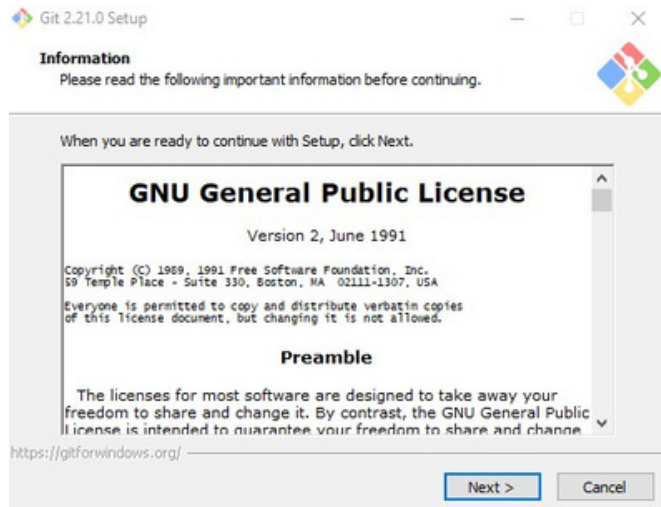 Git 2.21.0 Setup
Information
Please read the following important information before continuing.
When you are ready to continue with Setup, click Next.
GNU General Public License
Version 2, June 1991
Copyright (C) 1989, 1991 Free Software Foundation, Inc.
59 Temple Place - Suite 330, Boston, MA  02111-1307, USA
Everyone is permitted to copy and distribute verbatim copies
of this license document, but changing it is not allowed.
Preamble
The licenses for most software are designed to take away your
freedom to share and change it. By contrast, the GNU General Public
License is intended to guarantee your freedom to share and change
https://gitforwindows.org/
Next >
Cancel